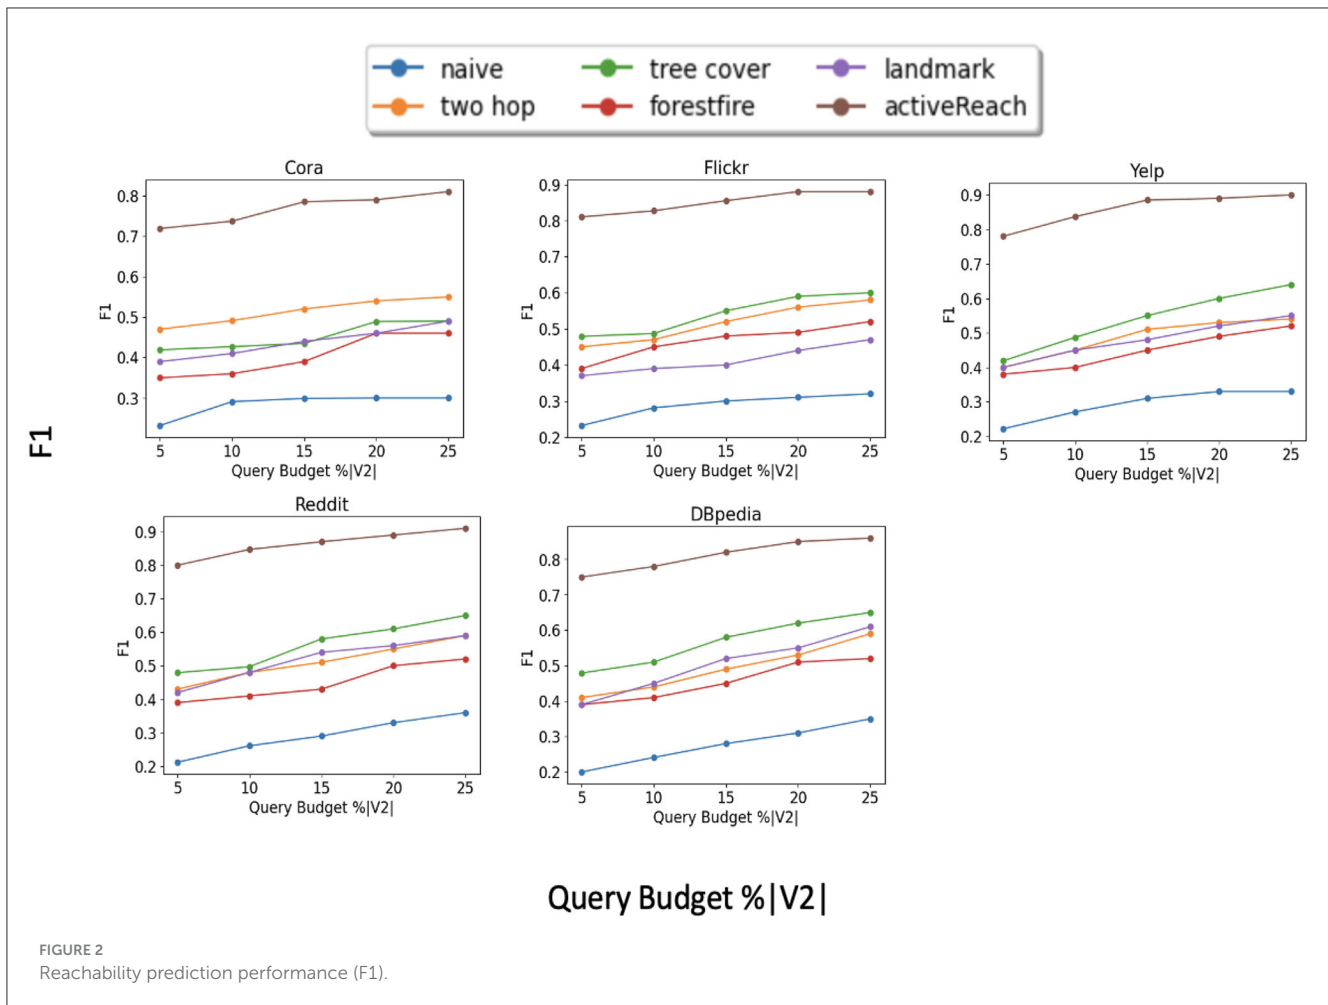 naive
tree cover
landmark
two hop
forestfire
activeReach
Cora
0.8
0.7
0.6
0.5
0.4
0.3
F1
5 10 15 20 25
Query Budget %|V2|
Flickr
0.9
0.8
0.7
0.6
0.5
0.4
0.3
0.2
F1
5 10 15 20 25
Query Budget %|V2|
Yelp
0.9
0.8
0.7
0.6
0.5
0.4
0.3
0.2
F1
5 10 15 20 25
Query Budget %|V2|
F1
Reddit
0.9
0.8
0.7
0.6
0.5
0.4
0.3
0.2
F1
5 10 15 20 25
Query Budget %|V2|
DBpedia
0.8
0.7
0.6
0.5
0.4
0.3
0.2
F1
5 10 15 20 25
Query Budget %|V2|
Query Budget %|V2|
FIGURE 2
Reachability prediction performance (F1).